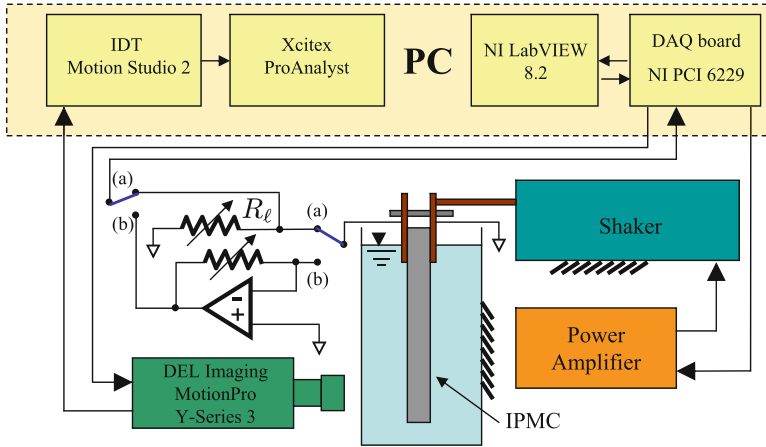 IDT
Motion Studio 2
Xcitex
ProAnalyst
PC
NI LabVIEW
8.2
DAQ board
NI PCI 6229
(a)
(b)
Rℓ
(a)
(b)
-
+
Shaker
Power
Amplifier
DEL Imaging
MotionPro
Y-Series 3
IPMC